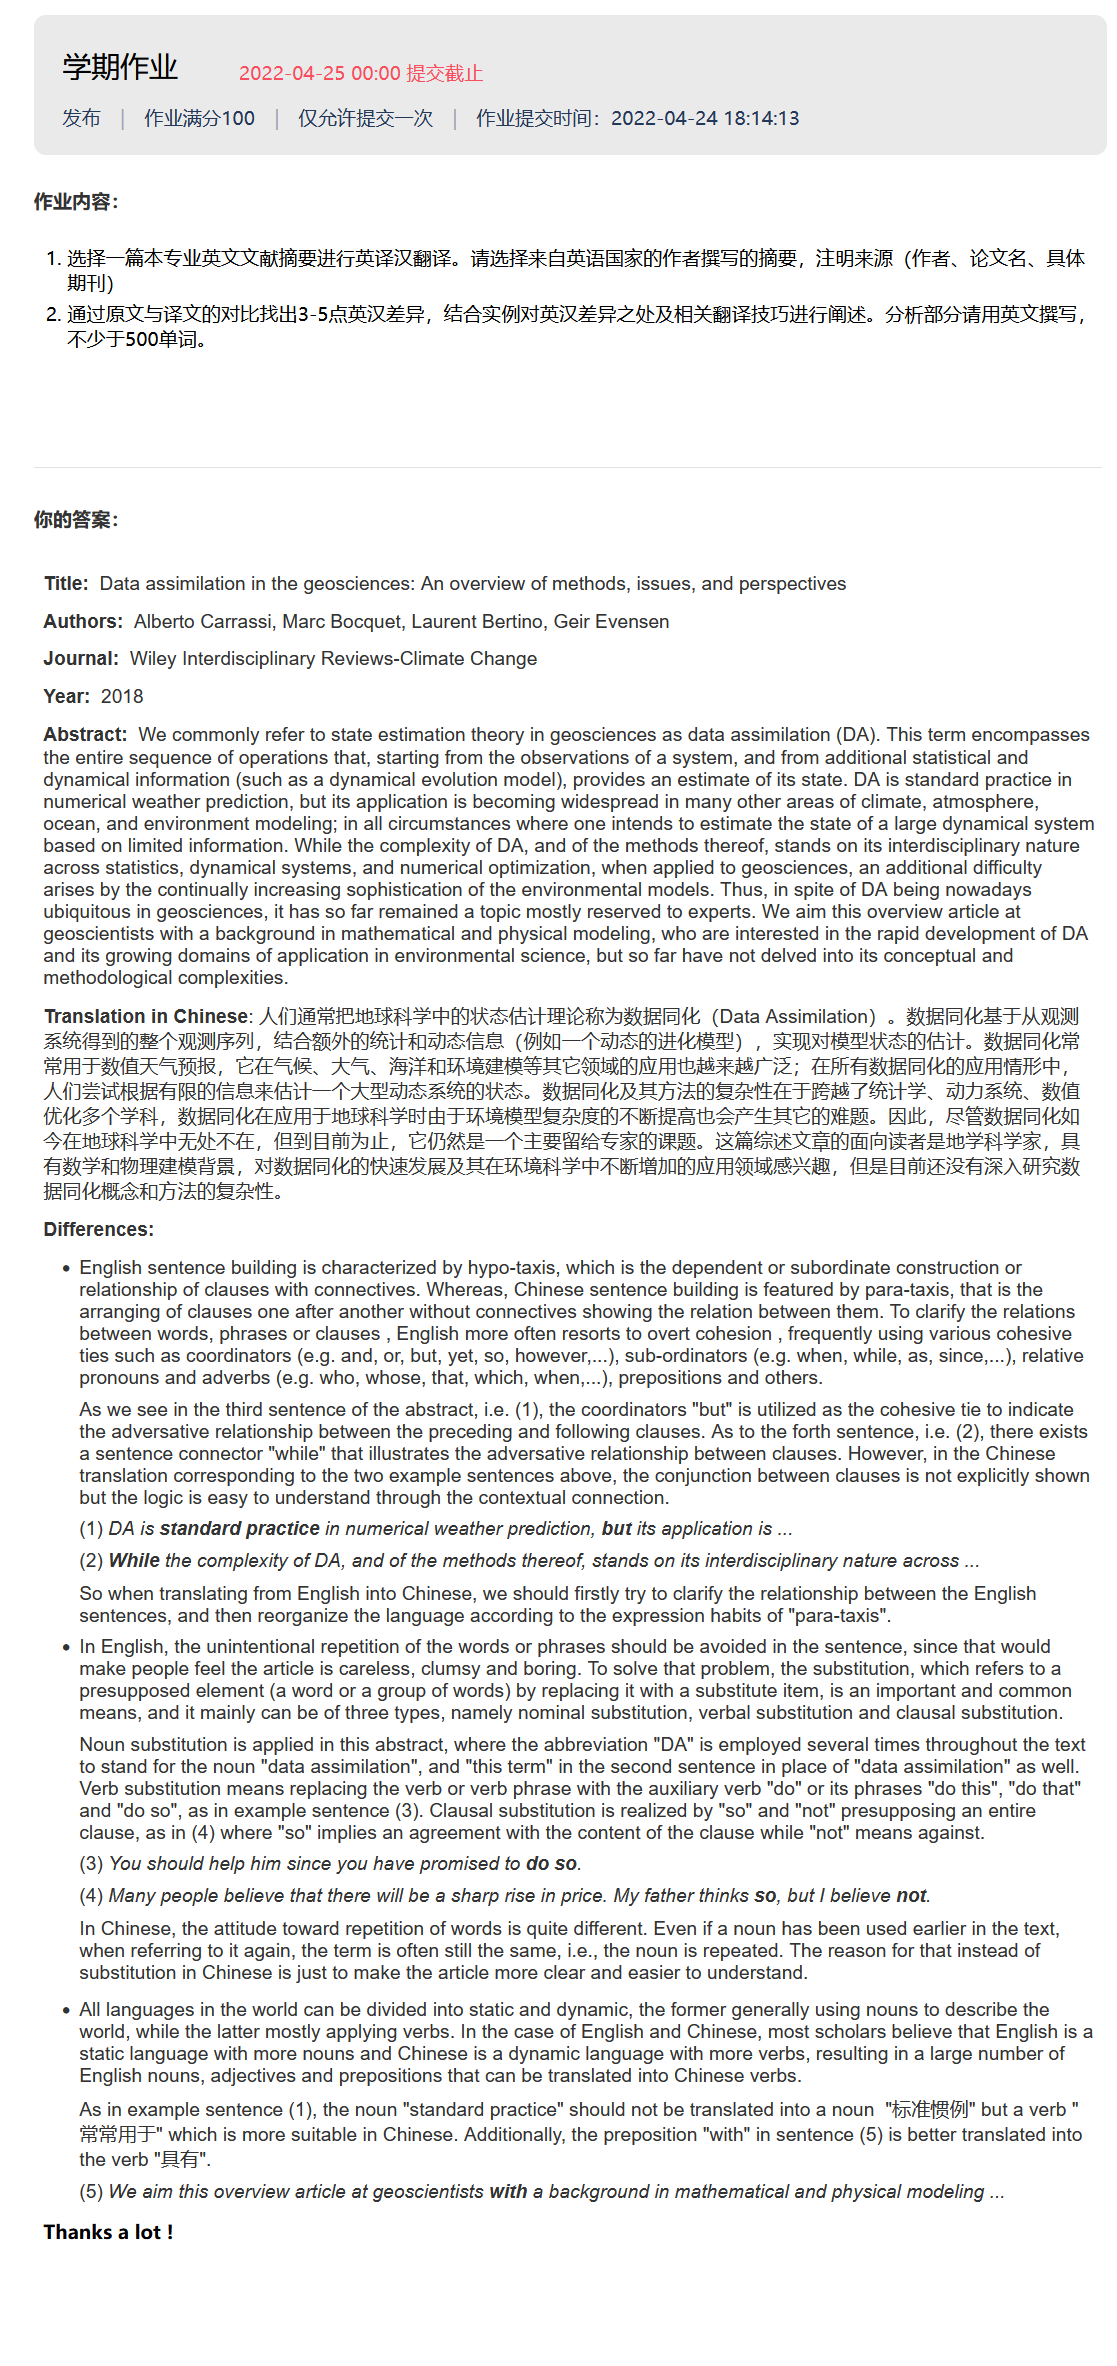 学期作业 2022-04-25 00:00 提交截止
发布 | 作业满分100 | 仅允许提交一次 | 作业提交时间：2022-04-24 18:14:13
作业内容：
1. 选择一篇本专业英文文献摘要进行英译汉翻译。请选择来自英语国家的作者撰写的摘要，注明来源（作者、论文名、具体
期刊）
2. 通过原文与译文的对比找出3-5点英汉差异，结合实例对英汉差异之处及相关翻译技巧进行阐述。分析部分请用英文撰写，
不少于500单词。
你的答案：
Title: Data assimilation in the geosciences: An overview of methods, issues, and perspectives
Authors: Alberto Carrassi, Marc Bocquet, Laurent Bertino, Geir Evensen
Journal: Wiley Interdisciplinary Reviews-Climate Change
Year: 2018
Abstract: We commonly refer to state estimation theory in geosciences as data assimilation (DA). This term encompasses
the entire sequence of operations that, starting from the observations of a system, and from additional statistical and
dynamical information (such as a dynamical evolution model), provides an estimate of its state. DA is standard practice in
numerical weather prediction, but its application is becoming widespread in many other areas of climate, atmosphere,
ocean, and environment modeling; in all circumstances where one intends to estimate the state of a large dynamical system
based on limited information. While the complexity of DA, and of the methods thereof, stands on its interdisciplinary nature
across statistics, dynamical systems, and numerical optimization, when applied to geosciences, an additional difficulty
arises by the continually increasing sophistication of the environmental models. Thus, in spite of DA being nowadays
ubiquitous in geosciences, it has so far remained a topic mostly reserved to experts. We aim this overview article at
geoscientists with a background in mathematical and physical modeling, who are interested in the rapid development of DA
and its growing domains of application in environmental science, but so far have not delved into its conceptual and
methodological complexities.
Translation in Chinese: 人们通常把地球科学中的状态估计理论称为数据同化（Data Assimilation）。数据同化基于从观测
系统得到的整个观测序列，结合额外的统计和动态信息（例如一个动态的进化模型），实现对模型状态的估计。数据同化常
常用于数值天气预报，它在气候、大气、海洋和环境建模等其它领域的应用也越来越广泛；在所有数据同化的应用情形中，
人们尝试根据有限的信息来估计一个大型动态系统的状态。数据同化及其方法的复杂性在于跨越了统计学、动力系统、数值
优化多个学科，数据同化在应用于地球科学时由于环境模型复杂度的不断提高也会产生其它的难题。因此，尽管数据同化如
今在地球科学中无处不在，但到目前为止，它仍然是一个主要留给专家的课题。这篇综述文章的面向读者是地学科学家，具
有数学和物理建模背景，对数据同化的快速发展及其在环境科学中不断增加的应用领域感兴趣，但是目前还没有深入研究数
据同化概念和方法的复杂性。
Differences:
• English sentence building is characterized by hypo-taxis, which is the dependent or subordinate construction or
relationship of clauses with connectives. Whereas, Chinese sentence building is featured by para-taxis, that is the
arranging of clauses one after another without connectives showing the relation between them. To clarify the relations
between words, phrases or clauses , English more often resorts to overt cohesion , frequently using various cohesive
ties such as coordinators (e.g. and, or, but, yet, so, however,...), sub-ordinators (e.g. when, while, as, since,...), relative
pronouns and adverbs (e.g. who, whose, that, which, when,...), prepositions and others.
As we see in the third sentence of the abstract, i.e. (1), the coordinators "but" is utilized as the cohesive tie to indicate
the adversative relationship between the preceding and following clauses. As to the forth sentence, i.e. (2), there exists
a sentence connector "while" that illustrates the adversative relationship between clauses. However, in the Chinese
translation corresponding to the two example sentences above, the conjunction between clauses is not explicitly shown
but the logic is easy to understand through the contextual connection.
(1) DA is standard practice in numerical weather prediction, but its application is ...
(2) While the complexity of DA, and of the methods thereof, stands on its interdisciplinary nature across ...
So when translating from English into Chinese, we should firstly try to clarify the relationship between the English
sentences, and then reorganize the language according to the expression habits of "para-taxis".
• In English, the unintentional repetition of the words or phrases should be avoided in the sentence, since that would
make people feel the article is careless, clumsy and boring. To solve that problem, the substitution, which refers to a
presupposed element (a word or a group of words) by replacing it with a substitute item, is an important and common
means, and it mainly can be of three types, namely nominal substitution, verbal substitution and clausal substitution.
Noun substitution is applied in this abstract, where the abbreviation "DA" is employed several times throughout the text
to stand for the noun "data assimilation", and "this term" in the second sentence in place of "data assimilation" as well.
Verb substitution means replacing the verb or verb phrase with the auxiliary verb "do" or its phrases "do this", "do that"
and "do so", as in example sentence (3). Clausal substitution is realized by "so" and "not" presupposing an entire
clause, as in (4) where "so" implies an agreement with the content of the clause while "not" means against.
(3) You should help him since you have promised to do so.
(4) Many people believe that there will be a sharp rise in price. My father thinks so, but I believe not.
In Chinese, the attitude toward repetition of words is quite different. Even if a noun has been used earlier in the text,
when referring to it again, the term is often still the same, i.e., the noun is repeated. The reason for that instead of
substitution in Chinese is just to make the article more clear and easier to understand.
• All languages in the world can be divided into static and dynamic, the former generally using nouns to describe the
world, while the latter mostly applying verbs. In the case of English and Chinese, most scholars believe that English is a
static language with more nouns and Chinese is a dynamic language with more verbs, resulting in a large number of
English nouns, adjectives and prepositions that can be translated into Chinese verbs.
As in example sentence (1), the noun "standard practice" should not be translated into a noun "标准惯例" but a verb "
常常用于" which is more suitable in Chinese. Additionally, the preposition "with" in sentence (5) is better translated into
the verb "具有".
(5) We aim this overview article at geoscientists with a background in mathematical and physical modeling ...
Thanks a lot !